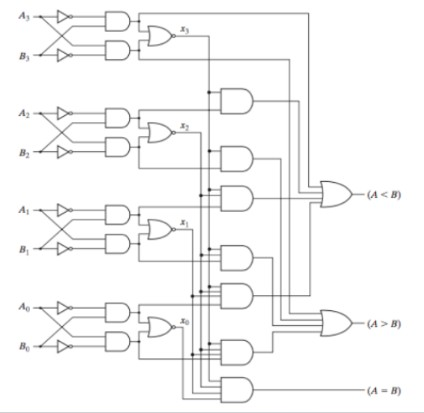 A₃
x₃
B₃
A₂
x₂
B₂
(A < B)
A₁
x₁
B₁
A₀
x₀
(A > B)
B₀
(A = B)